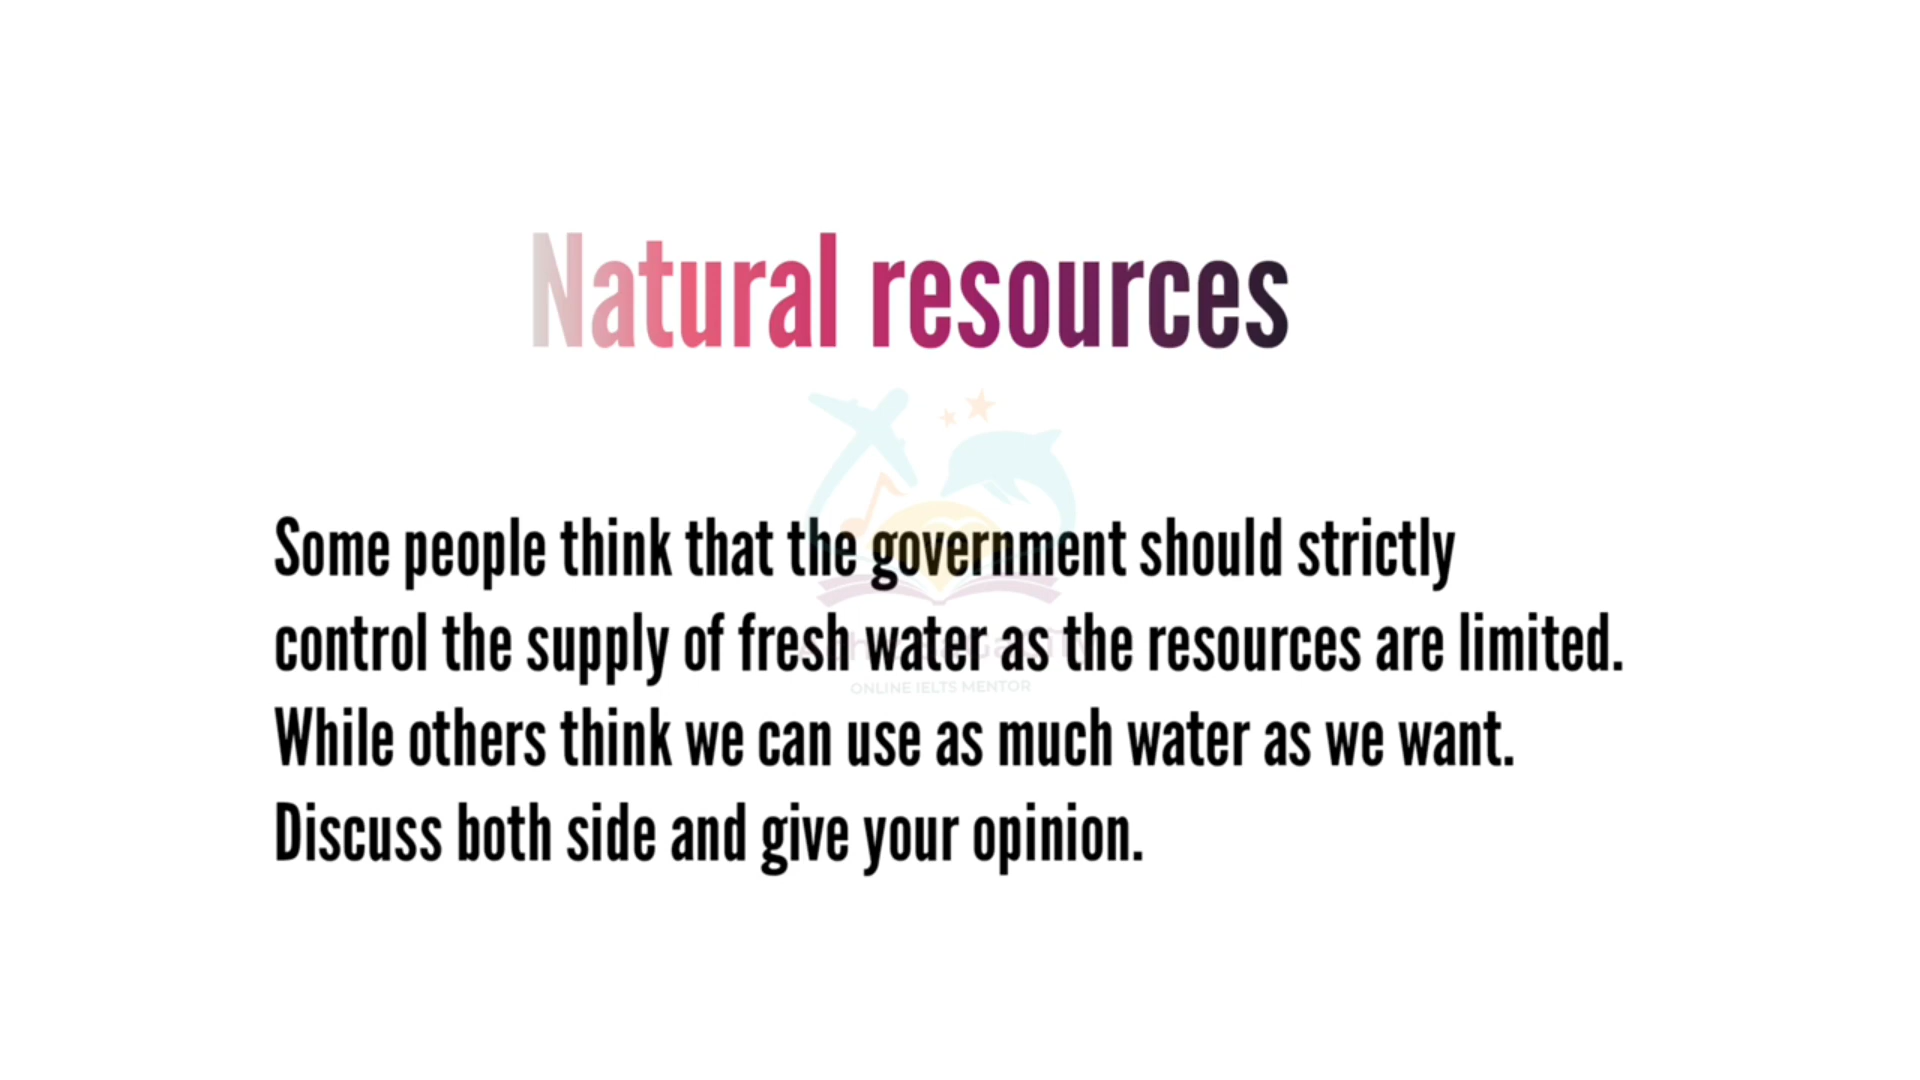 Natural resources
Some people think that the government should strictly
control the supply of fresh water as the resources are limited.
While others think we can use as much water as we want.
Discuss both side and give your opinion.
ONLINE IELTS MENTOR